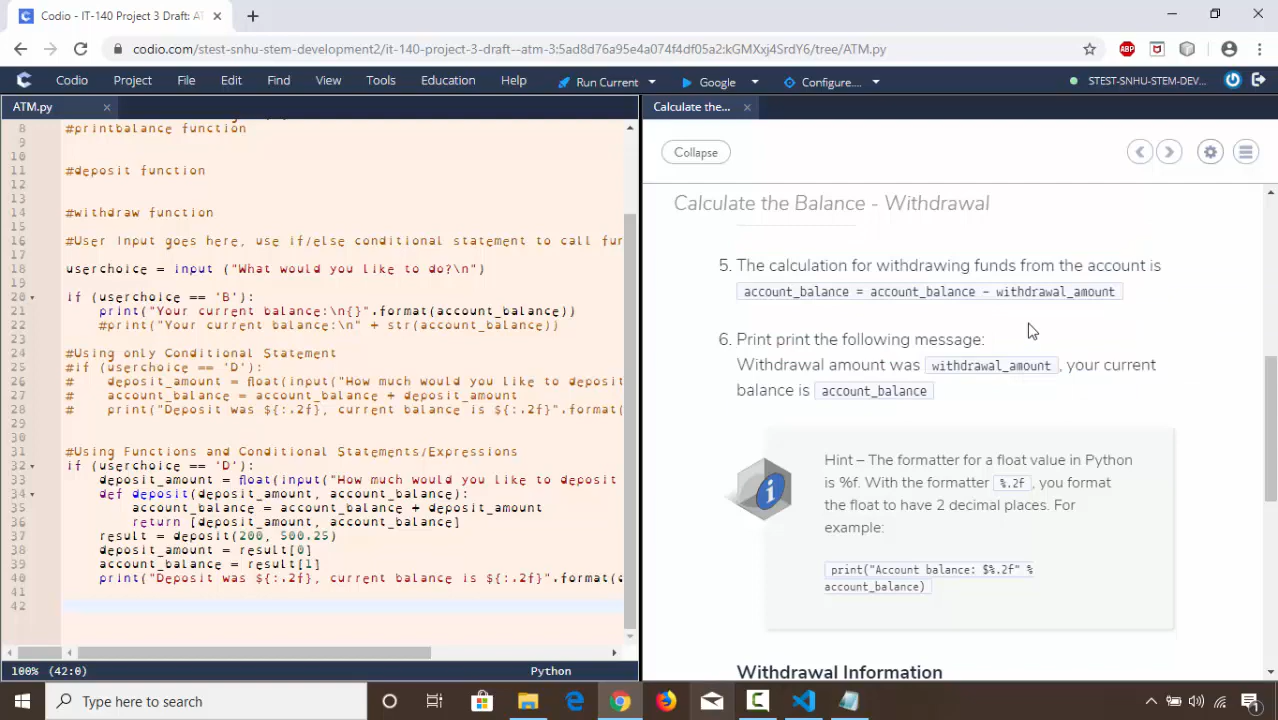 Codio - IT-140 Project 3 Draft: AT
codio.com/stest-snhu-stem-development2/it-140-project-3-draft--atm-3:5ad8d76a95e4a074f4df05a2:kGMXxj4SrdY6/tree/ATM.py
ABP
Codio Project File Edit Find View Tools Education Help Run Current Google Configure... STEST-SNHU-STEM-DEV...
ATM.py
Calculate the...
8 #printbalance function
9
10
11 #deposit function
12
13
14 #withdraw function
15
16 #User Input goes here, use if/else conditional statement to call fun
17
18 userchoice = input ("What would you like to do?\n")
19
20 if (userchoice == 'B'):
21 print("Your current balance:\n{}".format(account_balance))
22 #print("Your current balance:\n" + str(account_balance))
23
24 #Using only Conditional Statement
25 #if (userchoice == 'D'):
26 # deposit_amount = float(input("How much would you like to deposit
27 # account_balance = account_balance + deposit_amount
28 # print("Deposit was ${:.2f}, current balance is ${:.2f}".format(
29
30
31 #Using Functions and Conditional Statements/Expressions
32 if (userchoice == 'D'):
33 deposit_amount = float(input("How much would you like to deposit
34 def deposit(deposit_amount, account_balance):
35 account_balance = account_balance + deposit_amount
36 return [deposit_amount, account_balance]
37 result = deposit(200, 500.25)
38 deposit_amount = result[0]
39 account_balance = result[1]
40 print("Deposit was ${:.2f}, current balance is ${:.2f}".format(
41
42
100% (42:0) Python
Collapse
Calculate the Balance - Withdrawal
5. The calculation for withdrawing funds from the account is
account_balance = account_balance - withdrawal_amount
6. Print print the following message:
Withdrawal amount was withdrawal_amount, your current
balance is account_balance
Hint – The formatter for a float value in Python
is %f. With the formatter %.2f, you format
the float to have 2 decimal places. For
example:
print("Account balance: $%.2f" %
account_balance)
Withdrawal Information
Type here to search
1